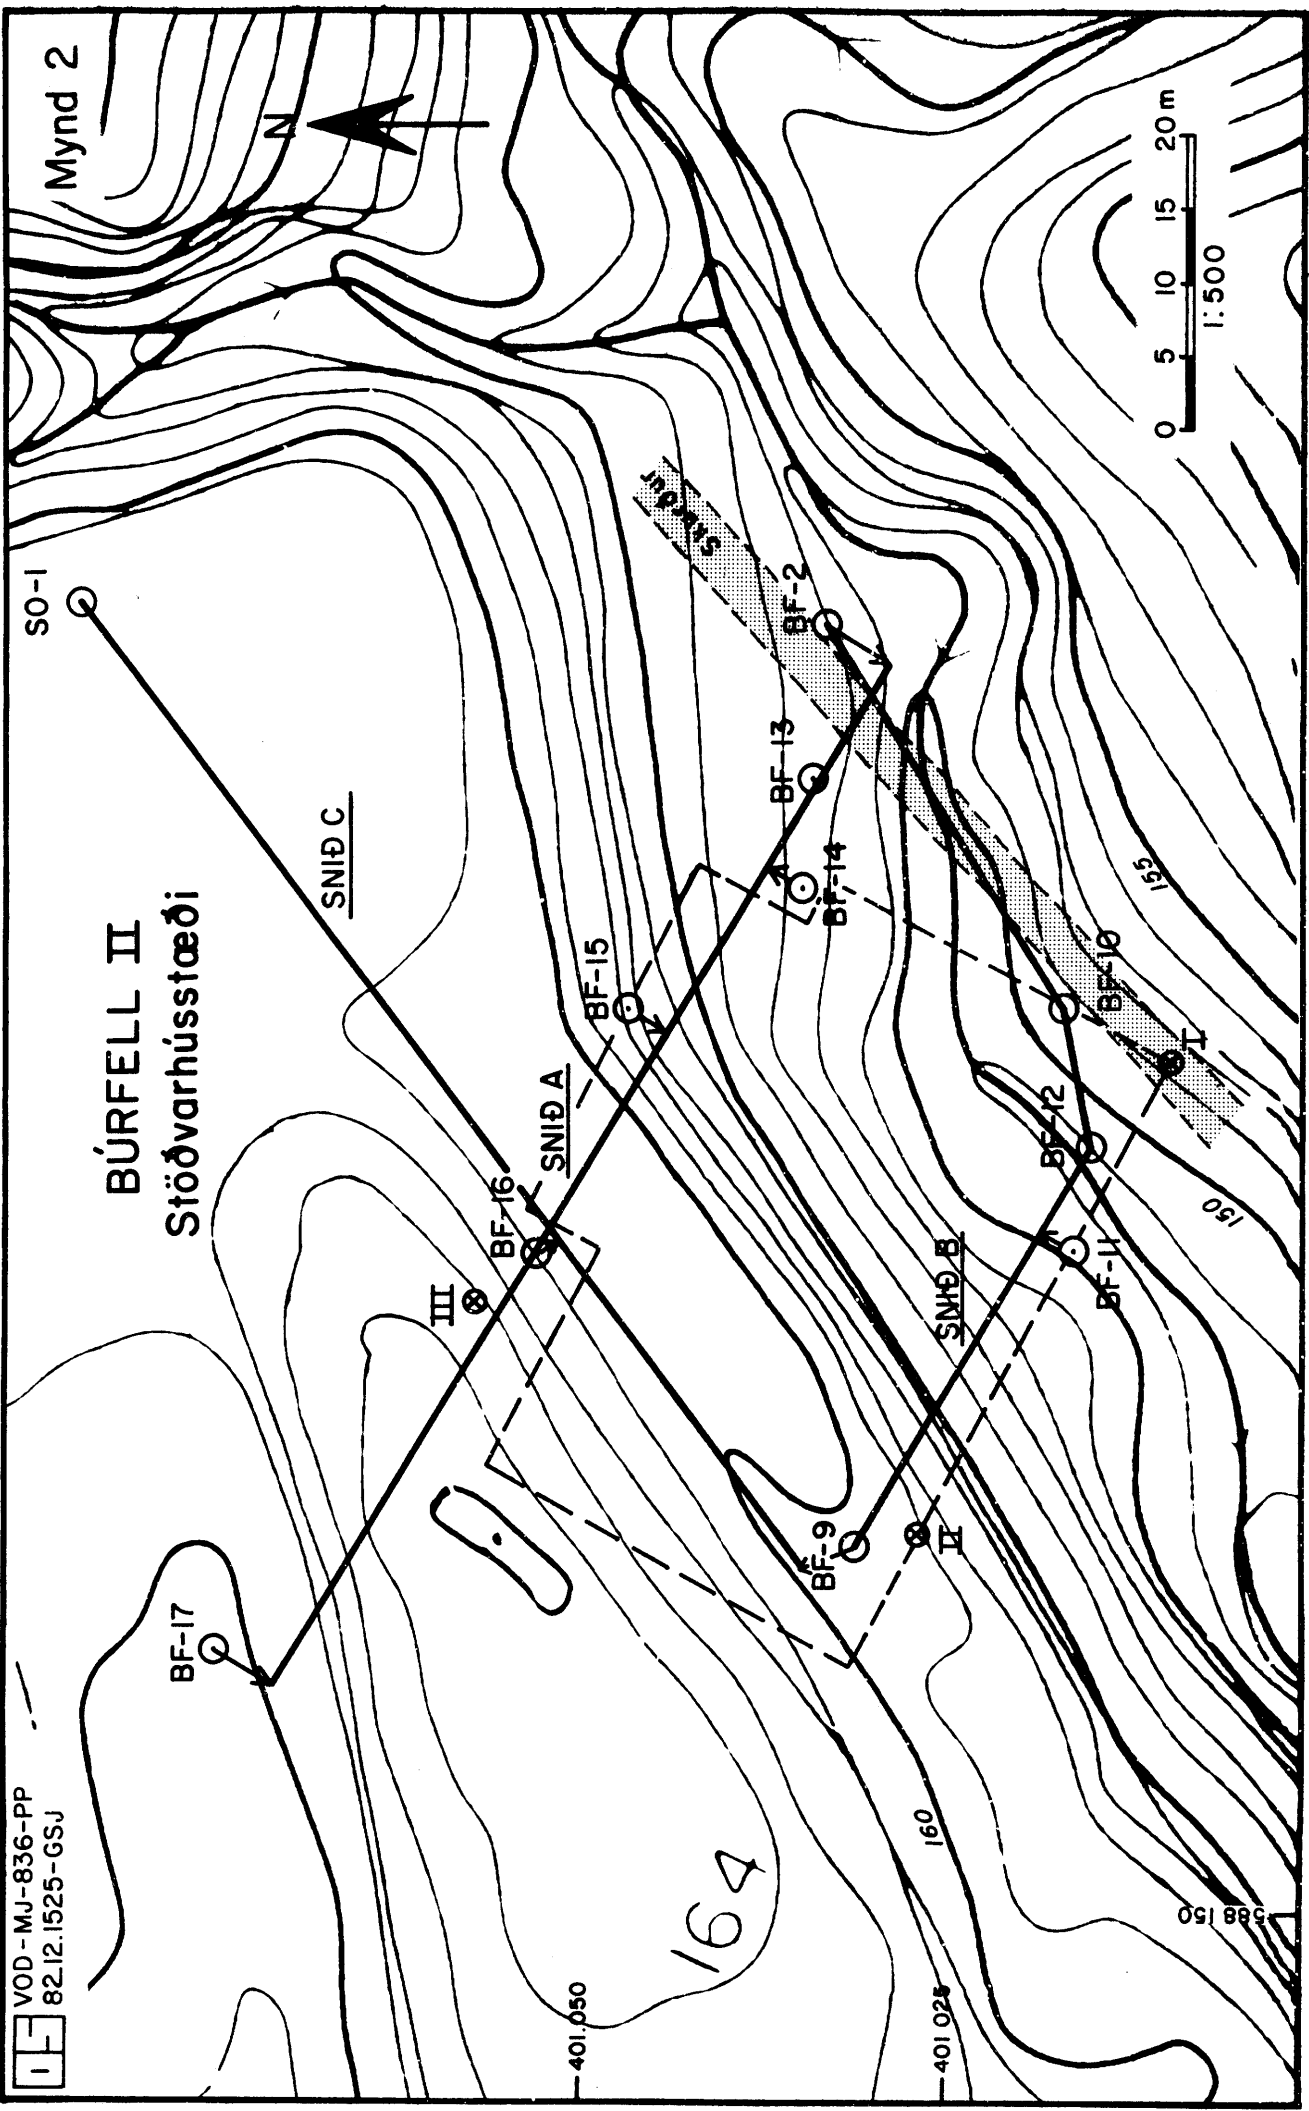 VOD-MJ-836-PP
82.12.1525-GSJ
Mynd 2
BÚRFELL II
Stöðvarhússtæði
N
SO-1
SNIÐ C
BF-17
III
BF-16
SNIÐ A
BF-15
BF-13
BF-2
Skorður
BF-14
BF-9
II
SNIÐ B
BF-11
BF-12
BF-10
I
155
150
160
164
401.050
401 025
588 150
0 5 10 15 20 m
1:500